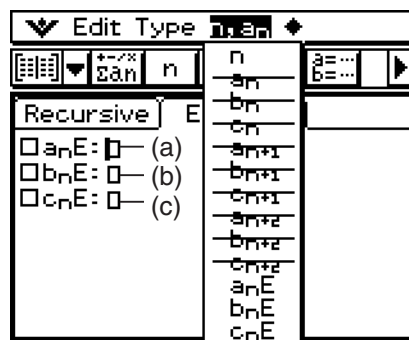 Edit Type n,an
+-/× Σan n a=… b=…
Recursive E
anE: (a)
bnE: (b)
cnE: (c)
n
an
bn
cn
an+1
bn+1
cn+1
an+2
bn+2
cn+2
anE
bnE
cnE